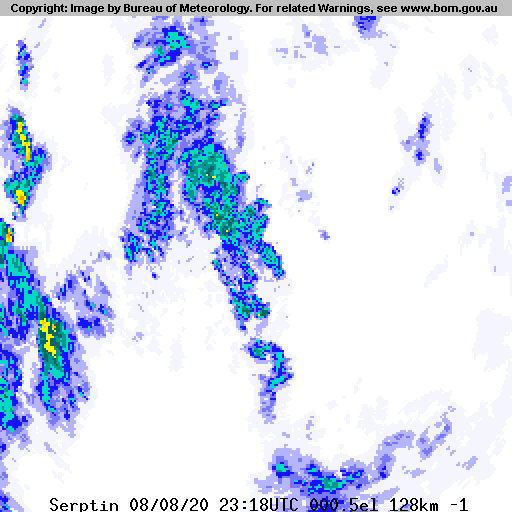 Copyright: Image by Bureau of Meteorology. For related Warnings, see www.bom.gov.au
Serptin 08/08/20 23:18UTC 000.5el 128km -1